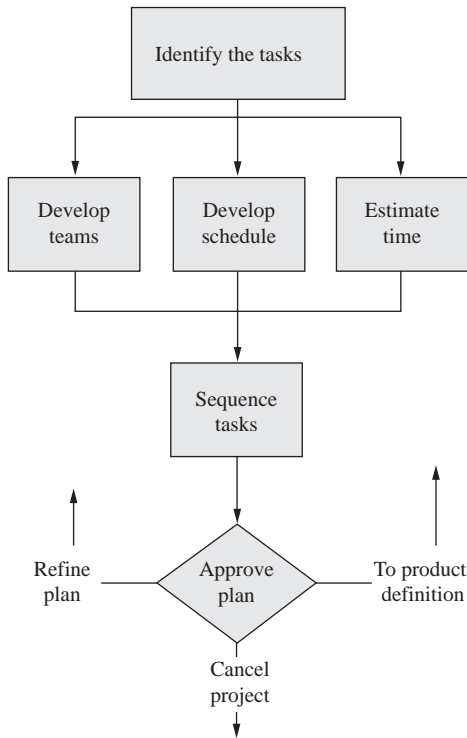 Identify the tasks
Develop
teams
Develop
schedule
Estimate
time
Sequence
tasks
Refine
plan
Approve
plan
To product
definition
Cancel
project